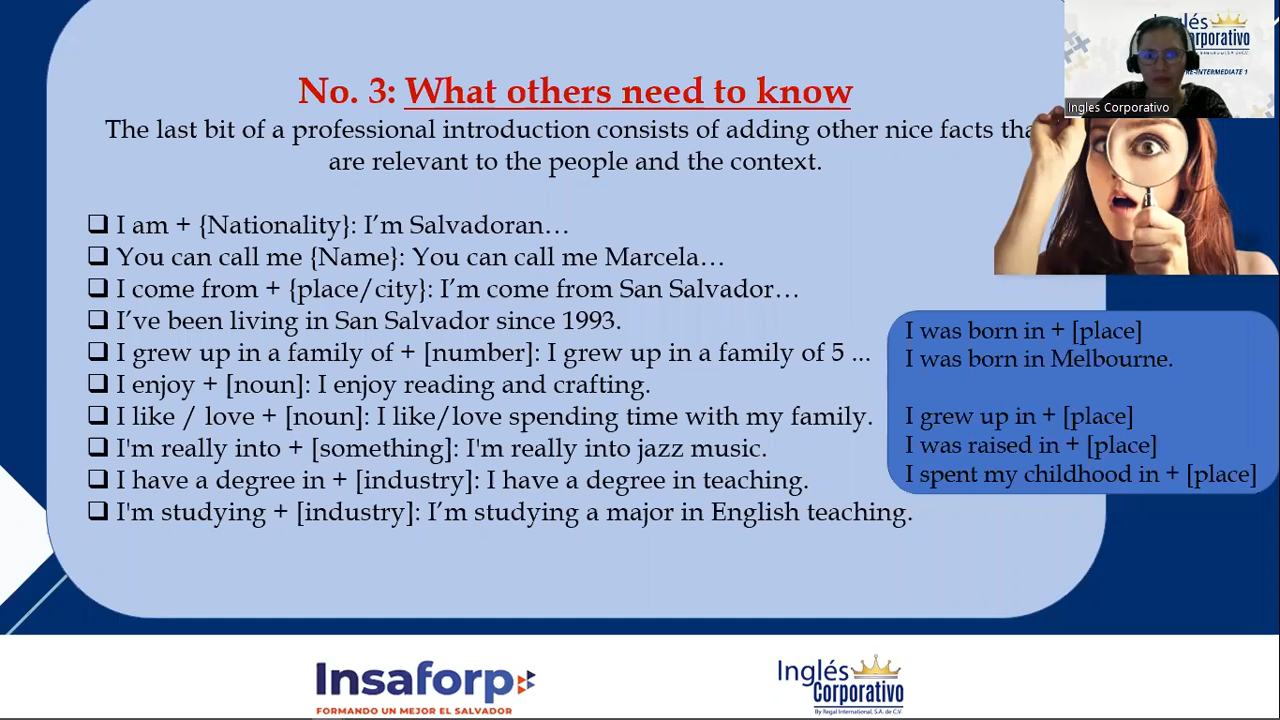 No. 3: What others need to know
The last bit of a professional introduction consists of adding other nice facts
are relevant to the people and the context.
❑ I am + {Nationality}: I’m Salvadoran…
❑ You can call me {Name}: You can call me Marcela…
❑ I come from + {place/city}: I’m come from San Salvador…
❑ I’ve been living in San Salvador since 1993.
❑ I grew up in a family of + [number]: I grew up in a family of 5 ...
❑ I enjoy + [noun]: I enjoy reading and crafting.
❑ I like / love + [noun]: I like/love spending time with my family.
❑ I'm really into + [something]: I'm really into jazz music.
❑ I have a degree in + [industry]: I have a degree in teaching.
❑ I'm studying + [industry]: I’m studying a major in English teaching.
I was born in + [place]
I was born in Melbourne.
I grew up in + [place]
I was raised in + [place]
I spent my childhood in + [place]
Ingles Corporativo
Insaforp
FORMANDO UN MEJOR EL SALVADOR
Inglés
Corporativo
By Regal International, S.A. de C.V.